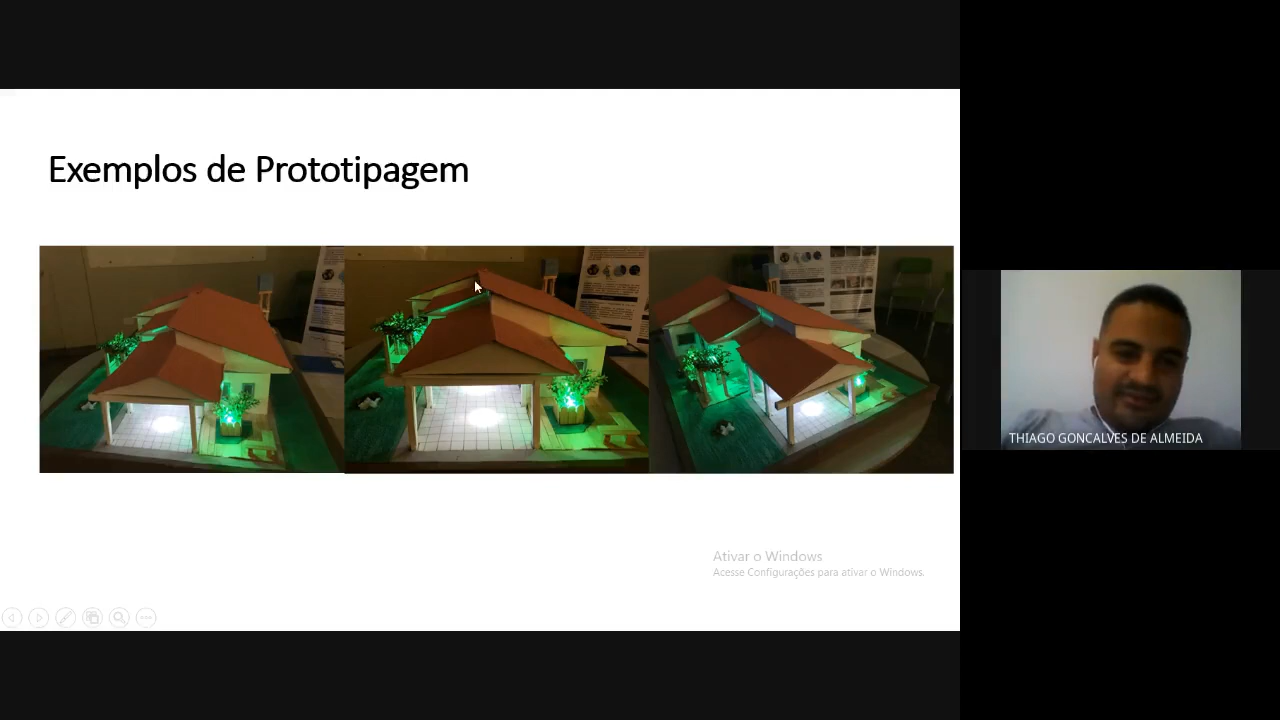 Exemplos de Prototipagem
THIAGO GONCALVES DE ALMEIDA
Ativar o Windows
Acesse Configurações para ativar o Windows.